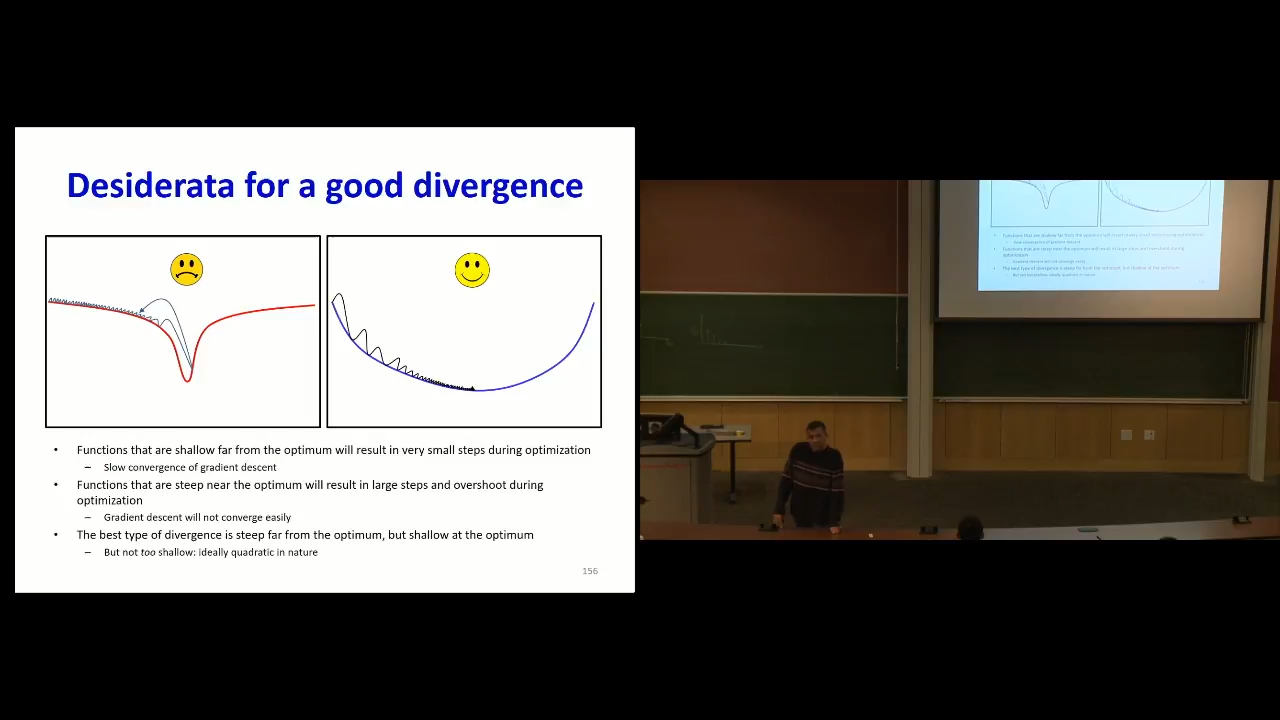 Desiderata for a good divergence
• Functions that are shallow far from the optimum will result in very small steps during optimization
– Slow convergence of gradient descent
• Functions that are steep near the optimum will result in large steps and overshoot during
optimization
– Gradient descent will not converge easily
• The best type of divergence is steep far from the optimum, but shallow at the optimum
– But not too shallow: ideally quadratic in nature
156